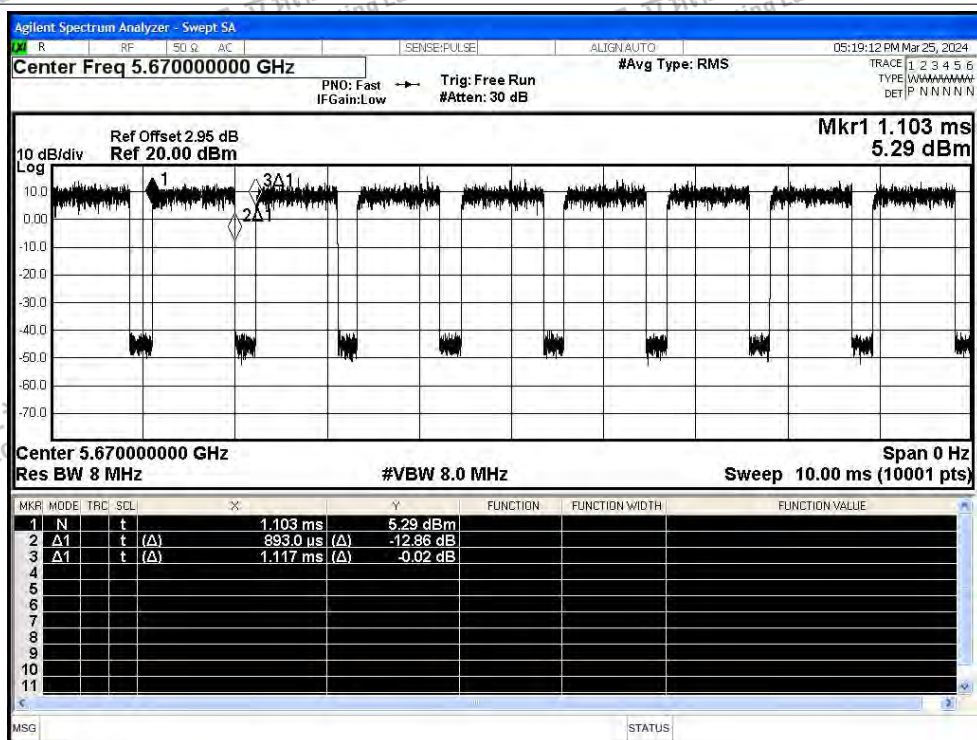 Agilent Spectrum Analyzer - Swept SA
R RF 50 Ω AC SENSE:PULSE ALIGN AUTO 05:19:12 PM Mar 25, 2024
Center Freq 5.670000000 GHz
PNO: Fast
IFGain:Low
Trig: Free Run
#Atten: 30 dB
#Avg Type: RMS
TRACE 1 2 3 4 5 6
TYPE WWWWWW
DET P N N N N N
Mkr1 1.103 ms
5.29 dBm
Ref Offset 2.95 dB
10 dB/div Ref 20.00 dBm
Log
1 2Δ1 3Δ1
10.0
0.00
-10.0
-20.0
-30.0
-40.0
-50.0
-60.0
-70.0
Center 5.670000000 GHz Span 0 Hz
Res BW 8 MHz #VBW 8.0 MHz Sweep 10.00 ms (10001 pts)
MKR MODE TRC SCL X Y FUNCTION FUNCTION WIDTH FUNCTION VALUE
1 N t 1.103 ms 5.29 dBm
2 Δ1 t (Δ) 893.0 µs (Δ) -12.86 dB
3 Δ1 t (Δ) 1.117 ms (Δ) -0.02 dB
4
5
6
7
8
9
10
11
MSG STATUS